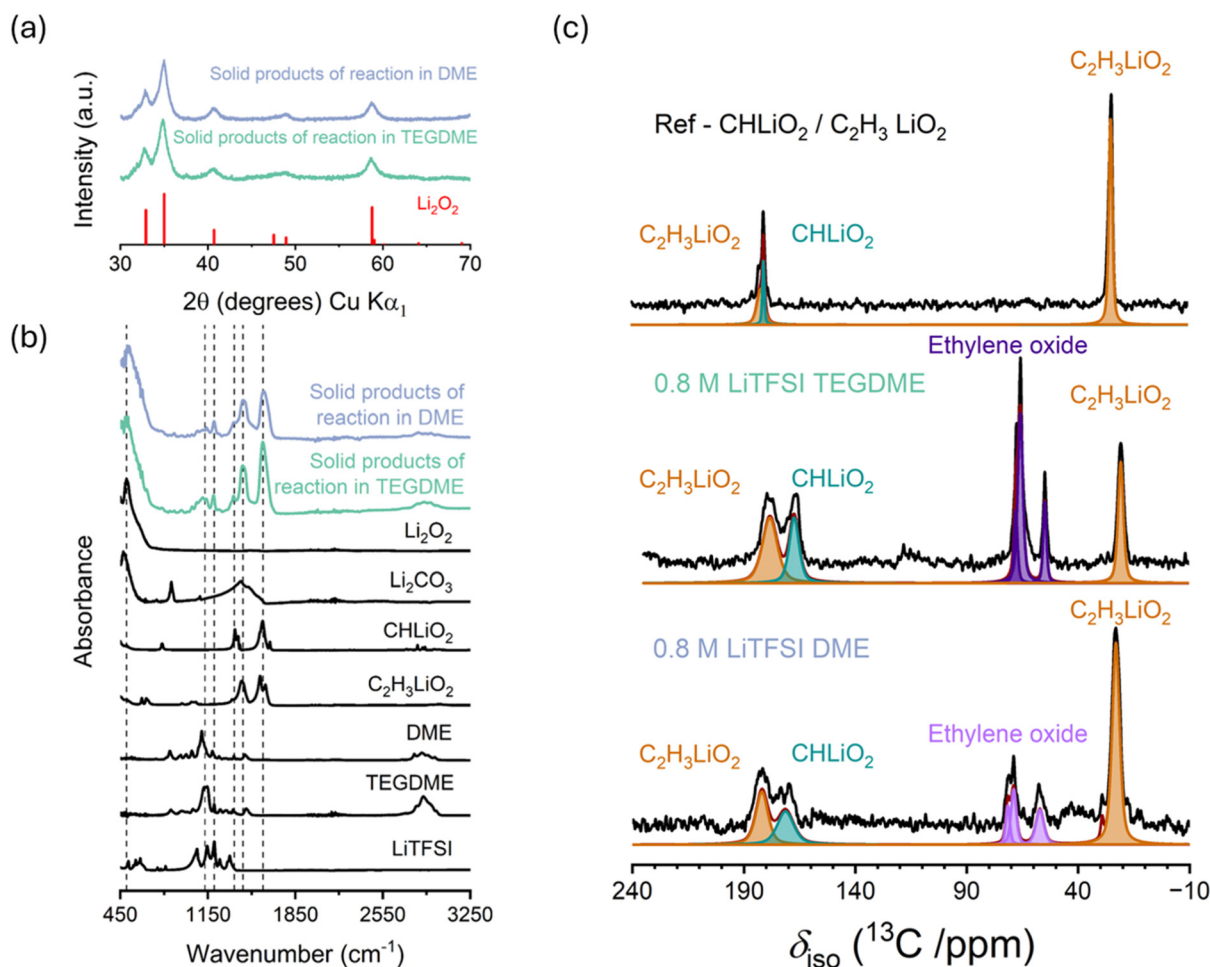 (a)
Intensity (a.u.)
Solid products of reaction in DME
Solid products of reaction in TEGDME
Li₂O₂
30 40 50 60 70
2θ (degrees) Cu Kα₁
(b)
Absorbance
Solid products of
reaction in DME
Solid products of
reaction in TEGDME
Li₂O₂
Li₂CO₃
CHLiO₂
C₂H₃LiO₂
DME
TEGDME
LiTFSI
450 1150 1850 2550 3250
Wavenumber (cm⁻¹)
(c)
C₂H₃LiO₂
Ref - CHLiO₂ / C₂H₃ LiO₂
C₂H₃LiO₂ CHLiO₂
Ethylene oxide
0.8 M LiTFSI TEGDME
C₂H₃LiO₂
C₂H₃LiO₂ CHLiO₂
C₂H₃LiO₂
0.8 M LiTFSI DME
Ethylene oxide
C₂H₃LiO₂ CHLiO₂
240 190 140 90 40 −10
δiso (¹³C /ppm)